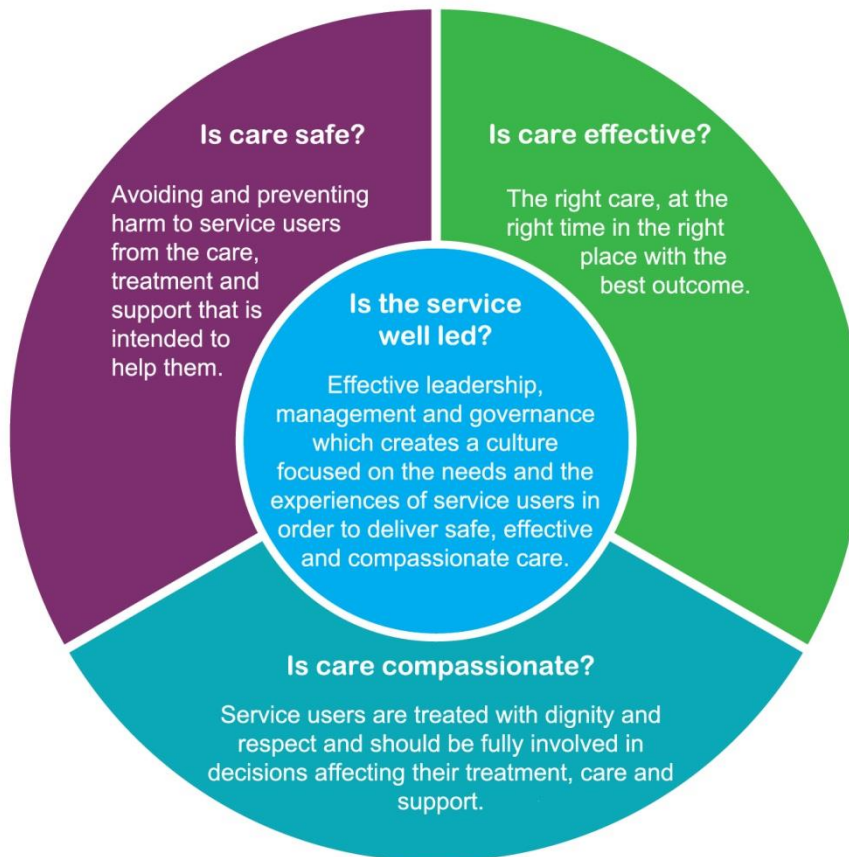 Is care safe?
Avoiding and preventing
harm to service users
from the care,
treatment and
support that is
intended to
help them.
Is care effective?
The right care, at the
right time in the right
place with the
best outcome.
Is the service
well led?
Effective leadership,
management and governance
which creates a culture
focused on the needs and the
experiences of service users in
order to deliver safe, effective
and compassionate care.
Is care compassionate?
Service users are treated with dignity and
respect and should be fully involved in
decisions affecting their treatment, care and
support.